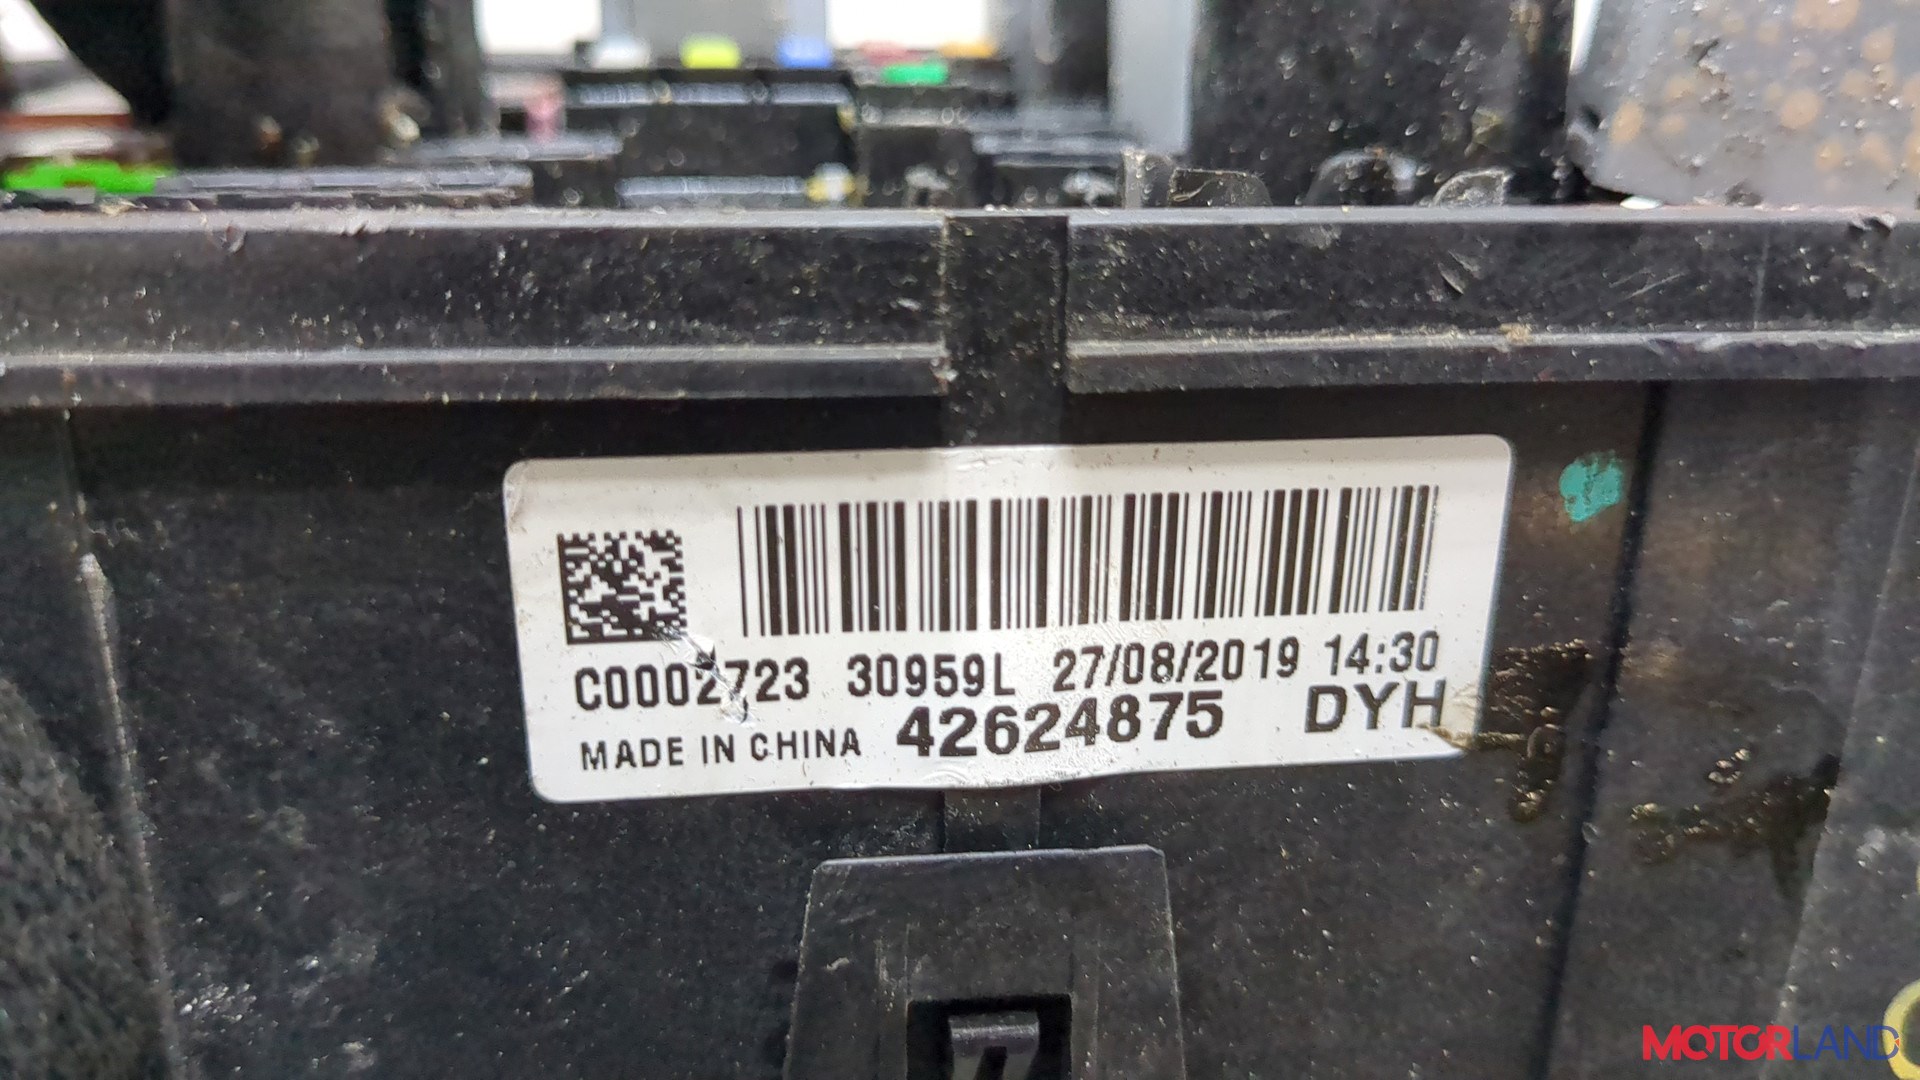 C0002723 30959L 27/08/2019 14:30
MADE IN CHINA 42624875 DYH
MOTORLAND